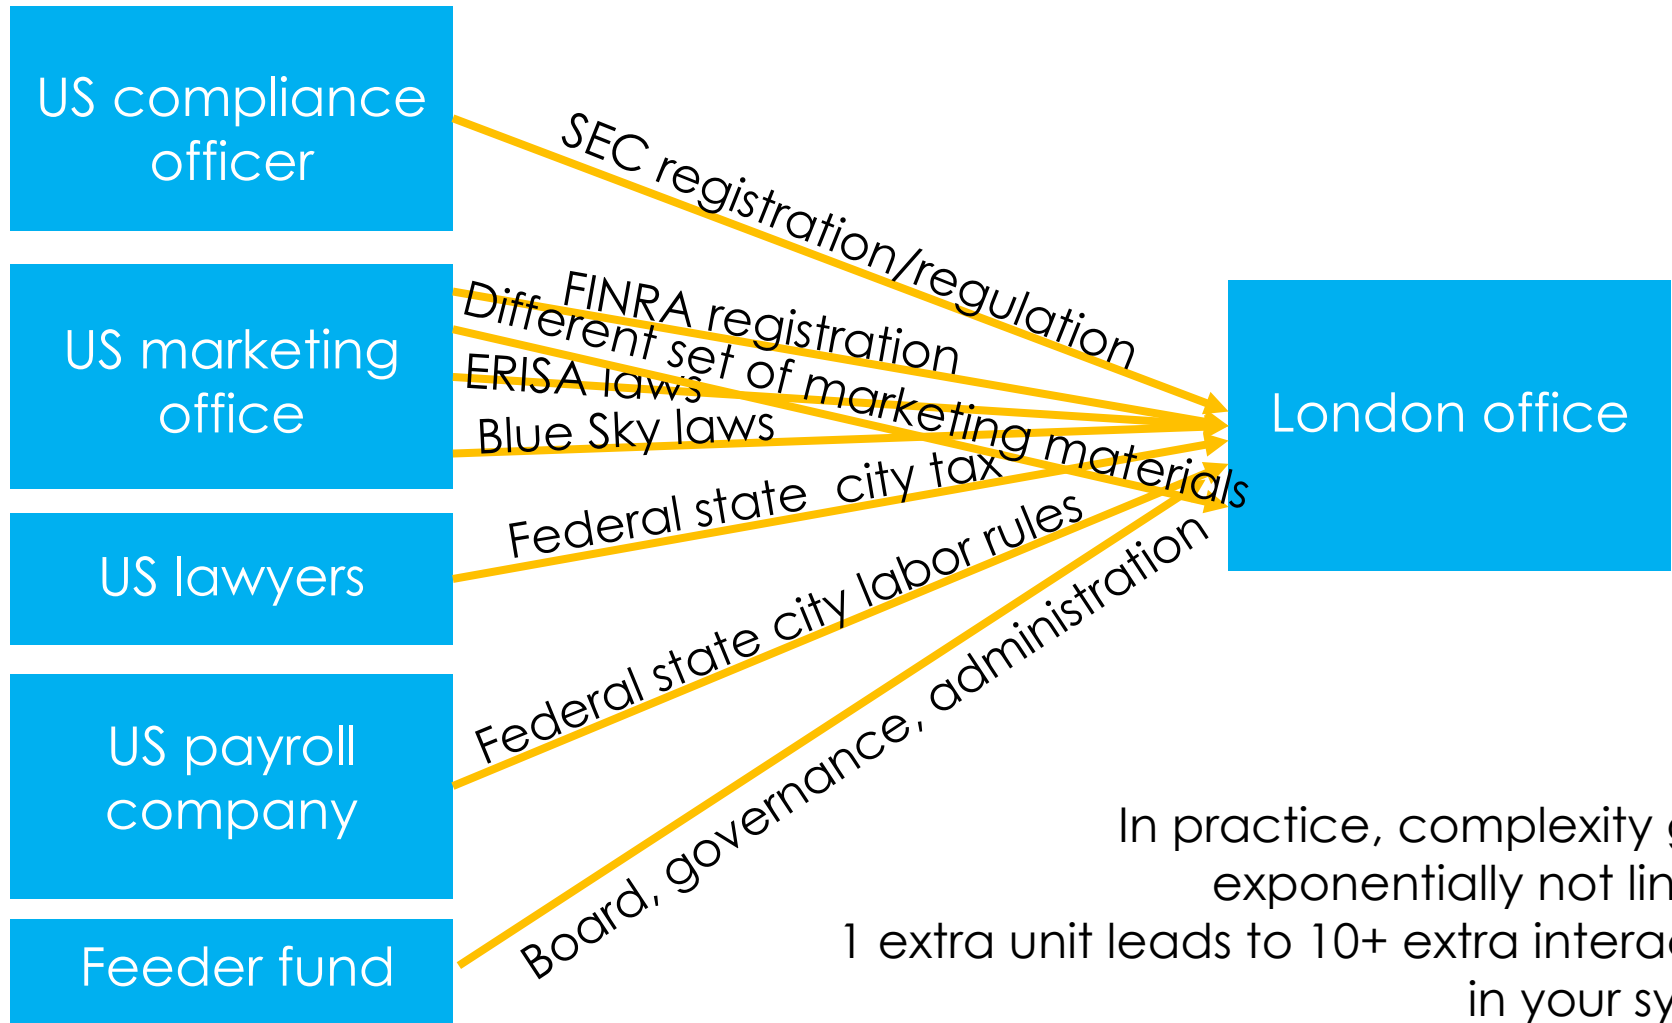 US compliance
officer
SEC registration/regulation
US marketing
office
FINRA registration
Different set of marketing materials
ERISA laws
Blue Sky laws
London office
US lawyers
Federal state city tax
US payroll
company
Federal state city labor rules
Feeder fund
Board, governance, administration
In practice, complexity
exponentially not
1 extra unit leads to 10+ extra
in your